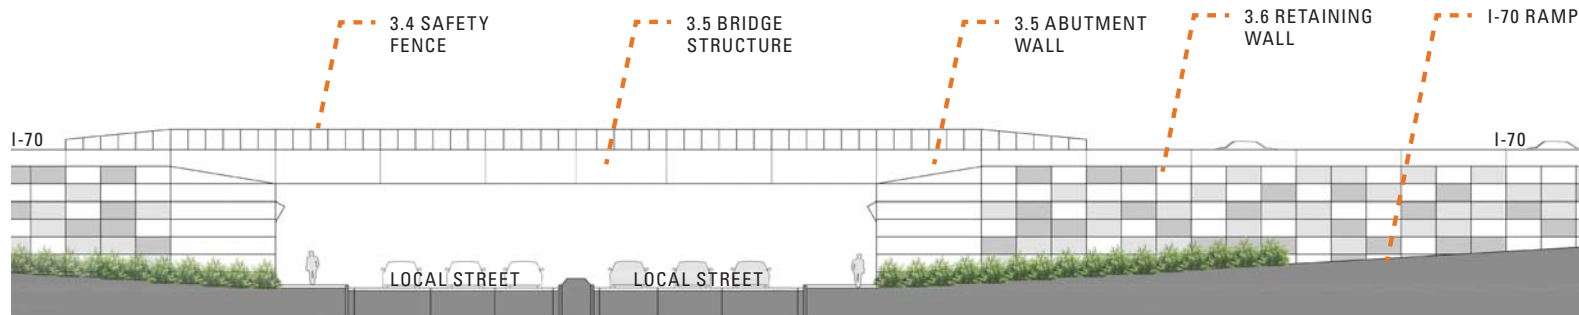 3.4 SAFETY
FENCE
3.5 BRIDGE
STRUCTURE
3.5 ABUTMENT
WALL
3.6 RETAINING
WALL
I-70 RAMP
I-70
I-70
LOCAL STREET
LOCAL STREET